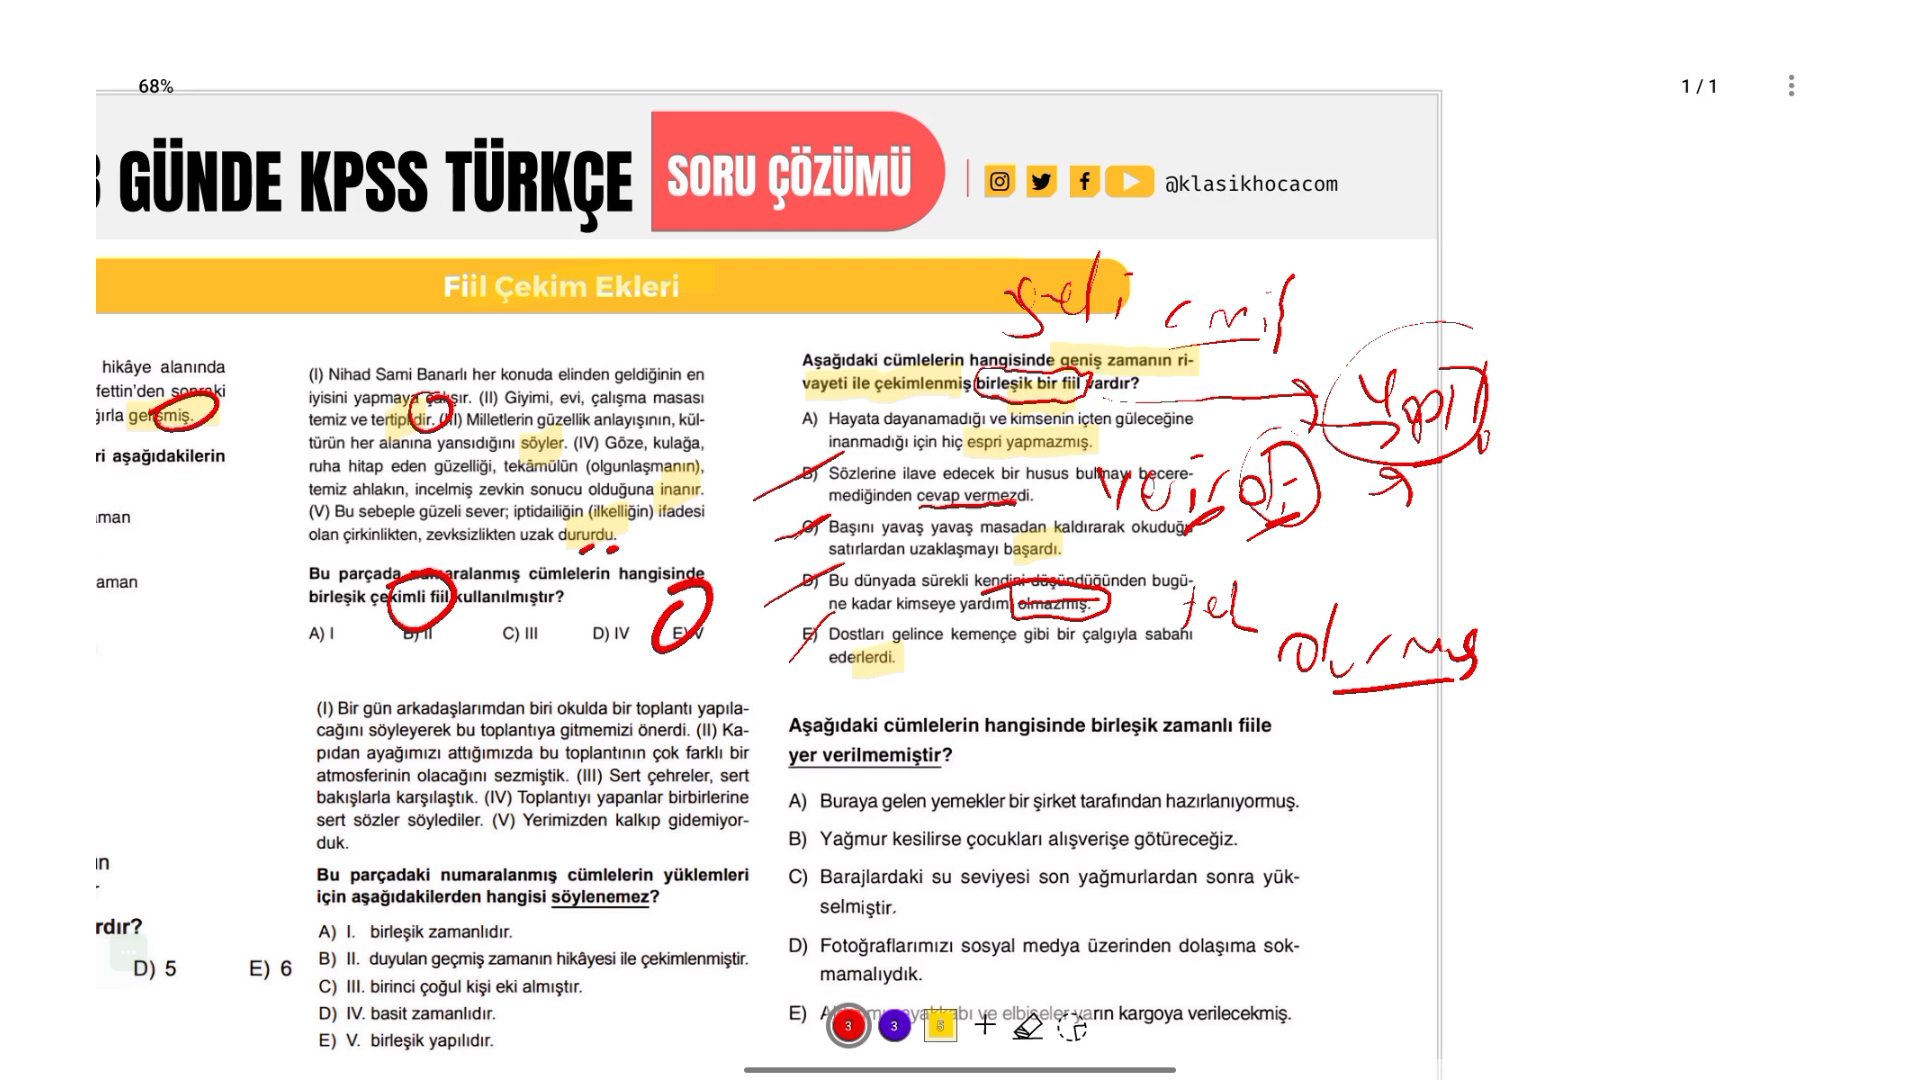 68%
1 / 1
GÜNDE KPSS TÜRKÇE
SORU ÇÖZÜMÜ
@klasikhocacom
Fiil Çekim Ekleri
hikâye alanında
fettin'den sonraki
ğırla gelişmiş.
ri aşağıdakilerin
aman
D) 5 E) 6
rdır?
(I) Nihad Sami Banarlı her konuda elinden geldiğinin en
iyisini yapmaya çalışır. (II) Giyimi, evi, çalışma masası
temiz ve tertiplidir. (III) Milletlerin güzellik anlayışının, kül-
türün her alanına yansıdığını söyler. (IV) Göze, kulağa,
ruha hitap eden güzelliği, tekâmülün (olgunlaşmanın),
temiz ahlakın, incelmiş zevkin sonucu olduğuna inanır.
(V) Bu sebeple güzeli sever; iptidailiğin (ilkelliğin) ifadesi
olan çirkinlikten, zevksizlikten uzak dururdu.
Bu parçada numaralanmış cümlelerin hangisinde
birleşik çekimli fiil kullanılmıştır?
A) I B) II C) III D) IV E) V
(I) Bir gün arkadaşlarımdan biri okulda bir toplantı yapıla-
cağını söyleyerek bu toplantıya gitmemizi önerdi. (II) Ka-
pıdan ayağımızı attığımızda bu toplantının çok farklı bir
atmosferinin olacağını sezmiştik. (III) Sert çehreler, sert
bakışlarla karşılaştık. (IV) Toplantıyı yapanlar birbirlerine
sert sözler söylediler. (V) Yerimizden kalkıp gidemiyor-
duk.
Bu parçadaki numaralanmış cümlelerin yüklemleri
için aşağıdakilerden hangisi söylenemez?
A) I. birleşik zamanlıdır.
B) II. duyulan geçmiş zamanın hikâyesi ile çekimlenmiştir.
C) III. birinci çoğul kişi eki almıştır.
D) IV. basit zamanlıdır.
E) V. birleşik yapılıdır.
geli r miş
Aşağıdaki cümlelerin hangisinde geniş zamanın ri-
vayeti ile çekimlenmiş birleşik bir fiil vardır?
A) Hayata dayanamadığı ve kimsenin içten güleceğine
inanmadığı için hiç espri yapmazmış.
B) Sözlerine ilave edecek bir husus bulmayı becere-
mediğinden cevap vermezdi.
C) Başını yavaş yavaş masadan kaldırarak okuduğu
satırlardan uzaklaşmayı başardı.
D) Bu dünyada sürekli kendini düşündüğünden bugü-
ne kadar kimseye yardım olmazmış.
E) Dostları gelince kemençe gibi bir çalgıyla sabahı
ederlerdi.
olurmuş
Aşağıdaki cümlelerin hangisinde birleşik zamanlı fiile
yer verilmemiştir?
A) Buraya gelen yemekler bir şirket tarafından hazırlanıyormuş.
B) Yağmur kesilirse çocukları alışverişe götüreceğiz.
C) Barajlardaki su seviyesi son yağmurlardan sonra yük-
selmiştir.
D) Fotoğraflarımızı sosyal medya üzerinden dolaşıma sok-
mamalıydık.
E) ve elbiseler yarın kargoya verilecekmiş.
3 3 5